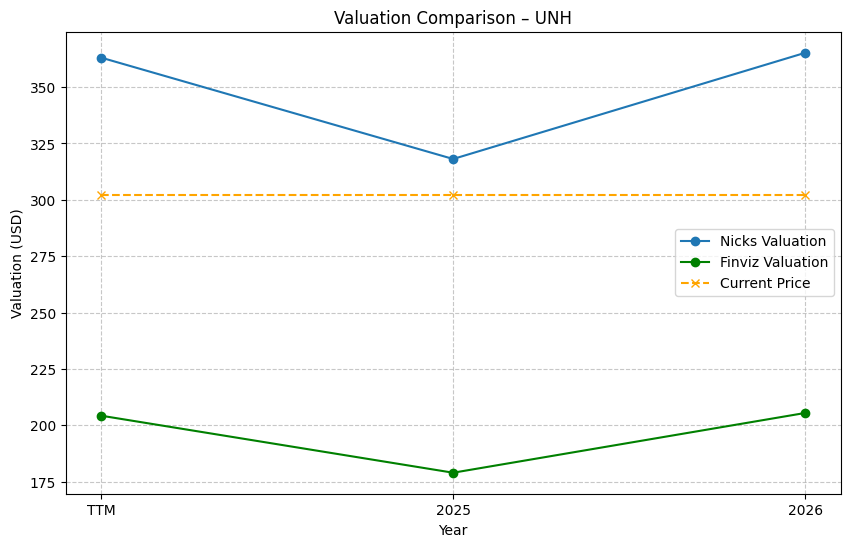 Valuation Comparison – UNH
Valuation (USD)
350
325
300
275
250
225
200
175
Nicks Valuation
Finviz Valuation
Current Price
TTM
2025
2026
Year